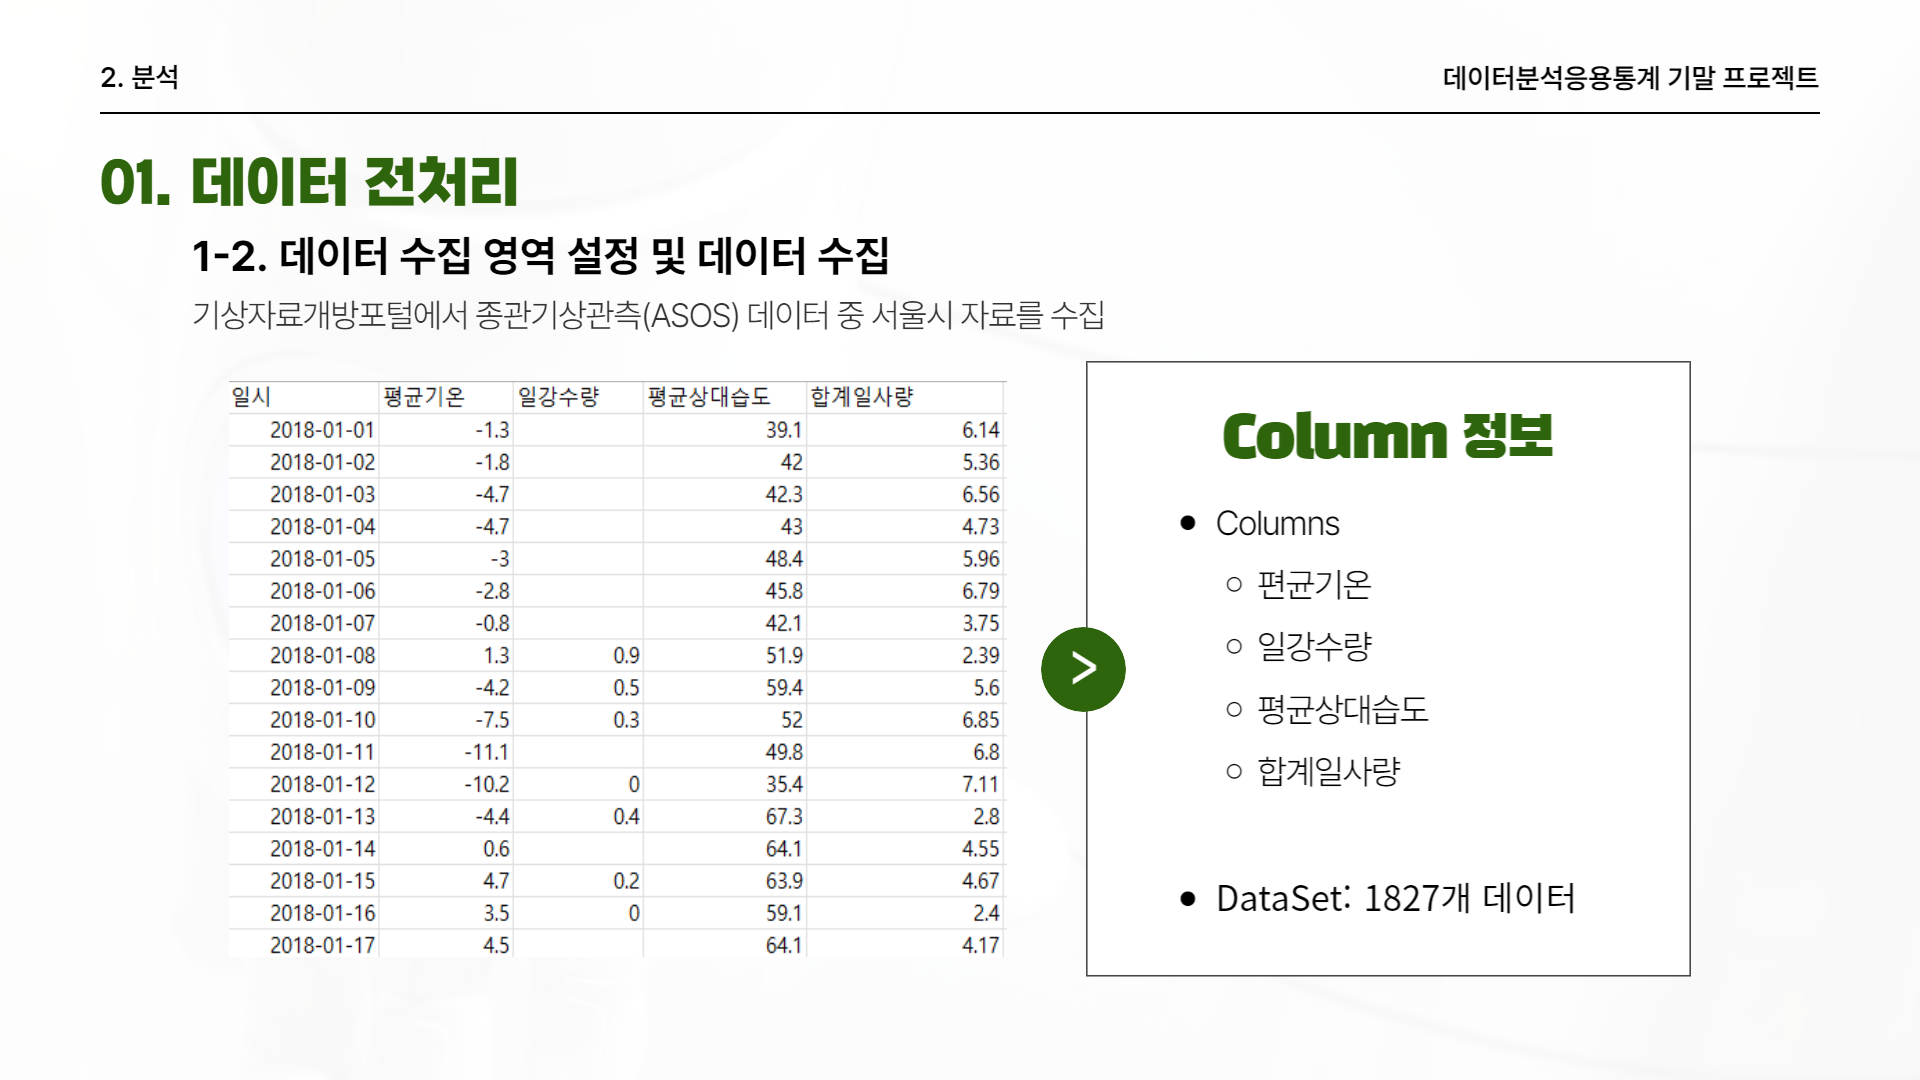 2. 분석
데이터분석응용통계 기말 프로젝트
01. 데이터 전처리
1-2. 데이터 수집 영역 설정 및 데이터 수집
기상자료개방포털에서 종관기상관측(ASOS) 데이터 중 서울시 자료를 수집
일시 평균기온 일강수량 평균상대습도 합계일사량
2018-01-01 -1.3 39.1 6.14
2018-01-02 -1.8 42 5.36
2018-01-03 -4.7 42.3 6.56
2018-01-04 -4.7 43 4.73
2018-01-05 -3 48.4 5.96
2018-01-06 -2.8 45.8 6.79
2018-01-07 -0.8 42.1 3.75
2018-01-08 1.3 0.9 51.9 2.39
2018-01-09 -4.2 0.5 59.4 5.6
2018-01-10 -7.5 0.3 52 6.85
2018-01-11 -11.1 49.8 6.8
2018-01-12 -10.2 0 35.4 7.11
2018-01-13 -4.4 0.4 67.3 2.8
2018-01-14 0.6 64.1 4.55
2018-01-15 4.7 0.2 63.9 4.67
2018-01-16 3.5 0 59.1 2.4
2018-01-17 4.5 64.1 4.17
>
Column 정보
• Columns
○ 편균기온
○ 일강수량
○ 평균상대습도
○ 합계일사량
• DataSet: 1827개 데이터